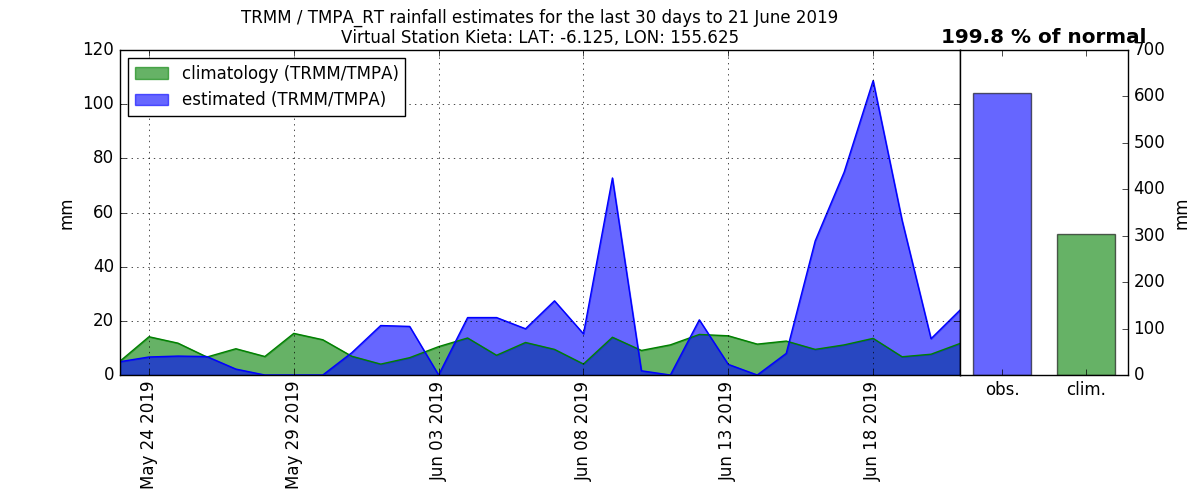 TRMM / TMPA_RT rainfall estimates for the last 30 days to 21 June 2019
Virtual Station Kieta: LAT: -6.125, LON: 155.625
199.8 % of normal
climatology (TRMM/TMPA)
estimated (TRMM/TMPA)
mm
120
100
80
60
40
20
0
May 24 2019
May 29 2019
Jun 03 2019
Jun 08 2019
Jun 13 2019
Jun 18 2019
700
600
500
400
300
200
100
0
mm
obs.
clim.